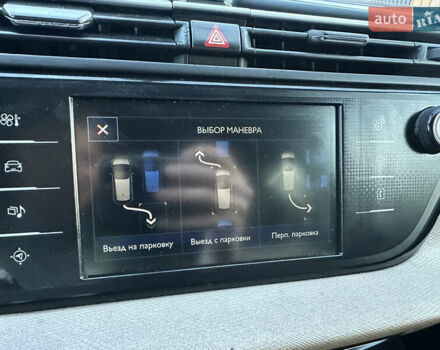 auto
RIA
ВЫБОР МАНЕВРА
Въезд на парковку
Выезд с парковки
Перп. парковка